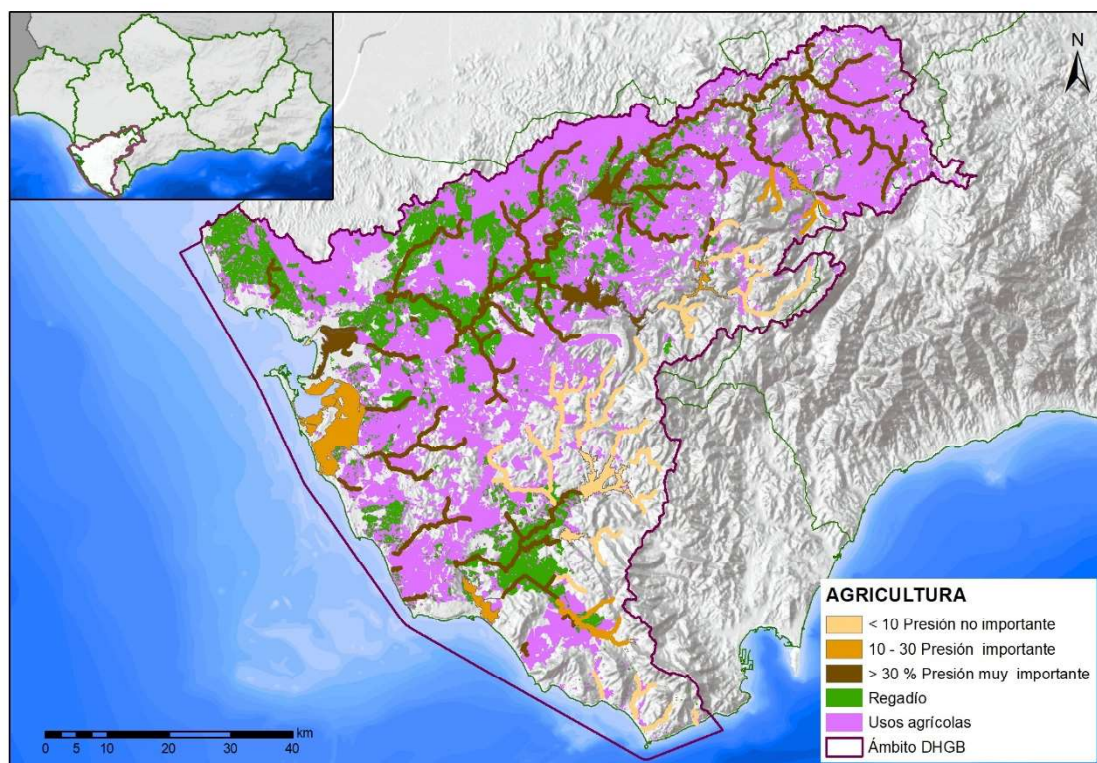 N
AGRICULTURA
< 10 Presión no importante
10 - 30 Presión importante
> 30 % Presión muy importante
Regadío
Usos agrícolas
Ámbito DHGB
km
0 5 10 20 30 40